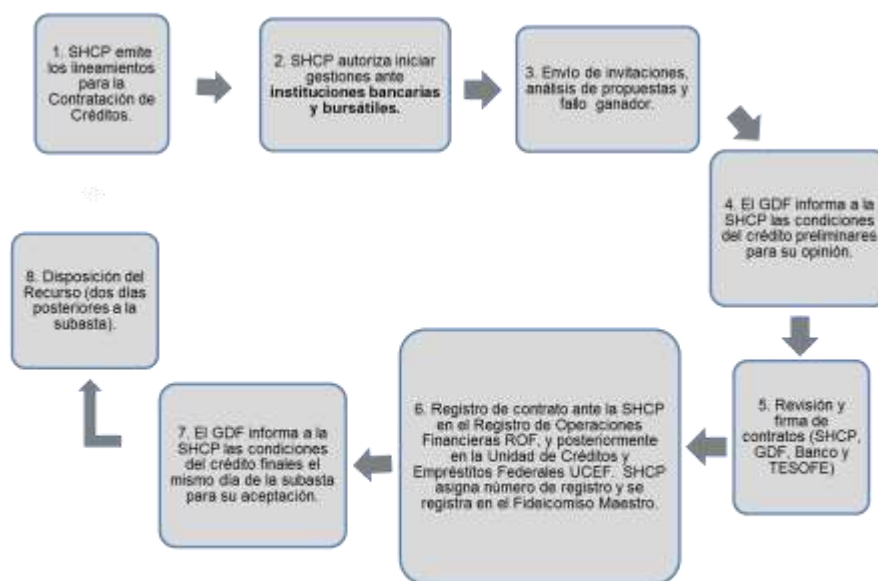 1. SHCP emite
los lineamientos
para la
Contratación de
Créditos.
2. SHCP autoriza iniciar
gestiones ante
instituciones bancarias
y bursátiles.
3. Envío de invitaciones,
análisis de propuestas y
fallo ganador.
4. El GDF informa a la
SHCP las condiciones
del crédito preliminares
para su opinión.
5. Revisión y
firma de
contratos (SHCP,
GDF, Banco y
TESOFE)
6. Registro de contrato ante la SHCP
en el Registro de Operaciones
Financieras ROF, y posteriormente
en la Unidad de Créditos y
Empréstitos Federales UCEF. SHCP
asigna número de registro y se
registra en el Fideicomiso Maestro.
7. El GDF informa a la
SHCP las condiciones
del crédito finales el
mismo día de la subasta
para su aceptación.
8. Disposición del
Recurso (dos días
posteriores a la
subasta).